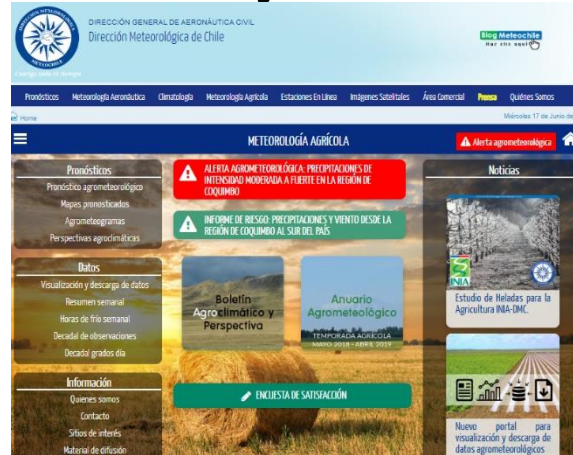 DIRECCIÓN GENERAL DE AERONÁUTICA CIVIL
Dirección Meteorológica de Chile
Blog Meteochile
Haz clic aquí
Pronósticos Meteorología Aeronáutica Climatología Meteorología Agrícola Estaciones En Línea Imágenes Satelitales Área Comercial Prensa Quiénes Somos
Home
Miércoles 17 de Junio de
METEOROLOGÍA AGRÍCOLA
Alerta agrometeorológica
Pronósticos
Pronóstico agrometeorológico
Mapas pronosticados
Agrometeogramas
Perspectivas agroclimáticas
Datos
Visualización y descarga de datos
Resumen semanal
Horas de frío semanal
Decadal de observaciones
Decadal grados día
Información
Quienes somos
Contacto
Sitios de interés
Material de difusión
ALERTA AGROMETEOROLÓGICA: PRECIPITACIONES DE
INTENSIDAD MODERADA A FUERTE EN LA REGIÓN DE
COQUIMBO
INFORME DE RIESGO: PRECIPITACIONES Y VIENTO DESDE LA
REGIÓN DE COQUIMBO AL SUR DEL PAÍS
Boletín
Agroclimático y
Perspectiva
Anuario
Agrometeológico
TEMPORADA AGRÍCOLA
MAYO 2018 - ABRIL 2019
ENCUESTA DE SATISFACCIÓN
Noticias
INIA
Estudio de Heladas para la
Agricultura INIA-DMC.
Nuevo portal para
visualización y descarga de
datos agrometeorológicos